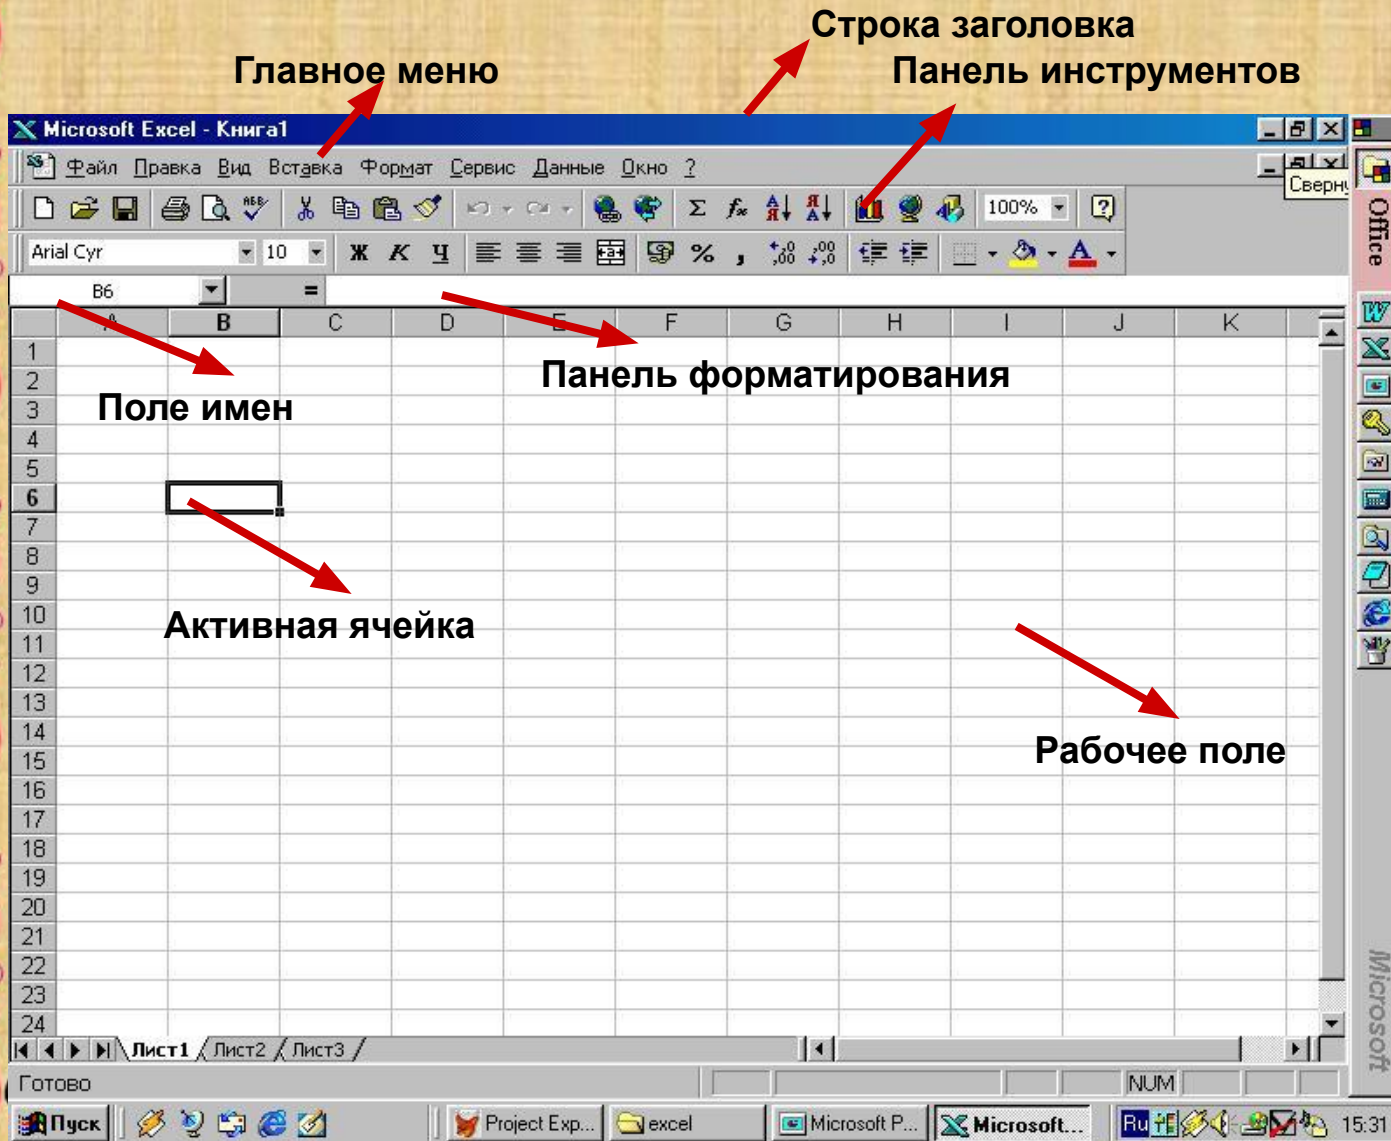 Строка заголовка
Главное меню
Панель инструментов
Microsoft Excel - Книга1
Файл Правка Вид Вставка Формат Сервис Данные Окно ?
Сверну
100%
Arial Cyr 10 Ж К Ч % ,
B6 =
A B C D E F G H I J K
1
2
Панель форматирования
3
Поле имен
4
5
6
7
8
9
10
Активная ячейка
11
12
13
14
Рабочее поле
15
16
17
18
19
20
21
22
23
24
Лист1 Лист2 Лист3
Готово NUM
Пуск Project Exp... excel Microsoft P... Microsoft... Ru 15:31
Office
Microsoft